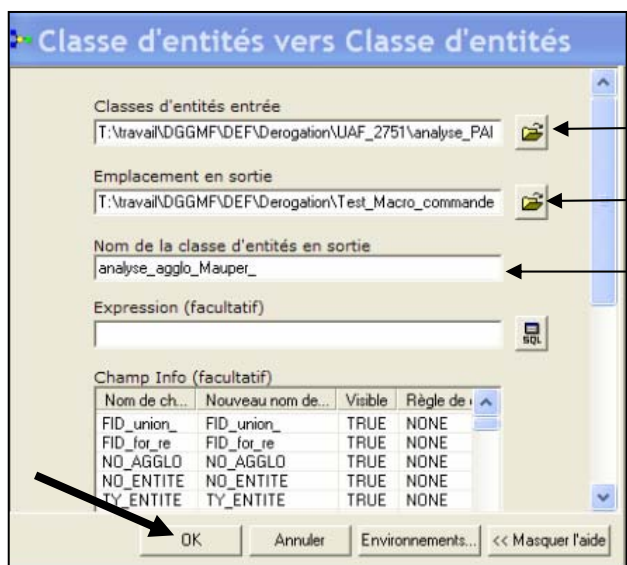 Classe d'entités vers Classe d'entités
Classes d'entités entrée
T:\travail\DGGMF\DEF\Derogation\UAF_2751\analyse_PAI
Emplacement en sortie
T:\travail\DGGMF\DEF\Derogation\Test_Macro_commande
Nom de la classe d'entités en sortie
analyse_agglo_Mauper_
Expression (facultatif)
SQL
Champ Info (facultatif)
Nom de ch... Nouveau nom de... Visible Règle de
FID_union_ FID_union_ TRUE NONE
FID_for_re FID_for_re TRUE NONE
NO_AGGLO NO_AGGLO TRUE NONE
NO_ENTITE NO_ENTITE TRUE NONE
TY_ENTITE TY_ENTITE TRUE NONE
OK Annuler Environnements... << Masquer l'aide